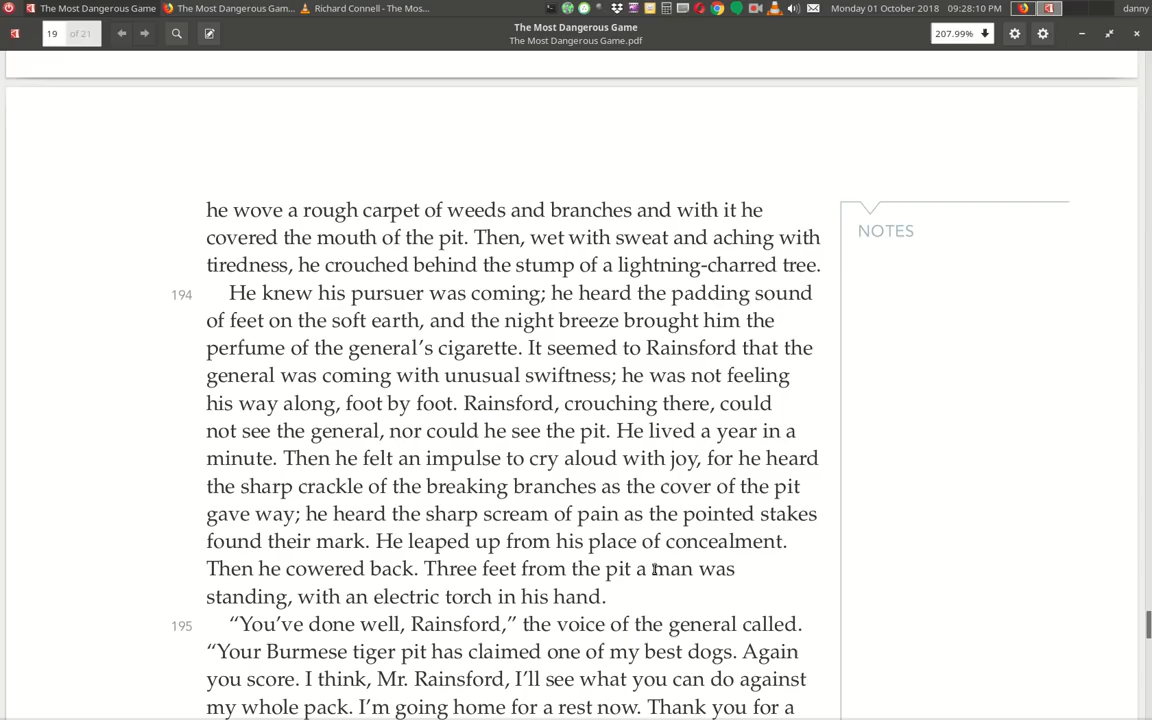 The Most Dangerous Game
The Most Dangerous Gam...
Richard Connell - The Mos...
Monday 01 October 2018
09:28:10 PM
danny
19 of 21
The Most Dangerous Game
The Most Dangerous Game.pdf
207.99%
he wove a rough carpet of weeds and branches and with it he
covered the mouth of the pit. Then, wet with sweat and aching with
tiredness, he crouched behind the stump of a lightning-charred tree.
NOTES
194 He knew his pursuer was coming; he heard the padding sound
of feet on the soft earth, and the night breeze brought him the
perfume of the general’s cigarette. It seemed to Rainsford that the
general was coming with unusual swiftness; he was not feeling
his way along, foot by foot. Rainsford, crouching there, could
not see the general, nor could he see the pit. He lived a year in a
minute. Then he felt an impulse to cry aloud with joy, for he heard
the sharp crackle of the breaking branches as the cover of the pit
gave way; he heard the sharp scream of pain as the pointed stakes
found their mark. He leaped up from his place of concealment.
Then he cowered back. Three feet from the pit a man was
standing, with an electric torch in his hand.
195 “You’ve done well, Rainsford,” the voice of the general called.
“Your Burmese tiger pit has claimed one of my best dogs. Again
you score. I think, Mr. Rainsford, I’ll see what you can do against
my whole pack. I’m going home for a rest now. Thank you for a